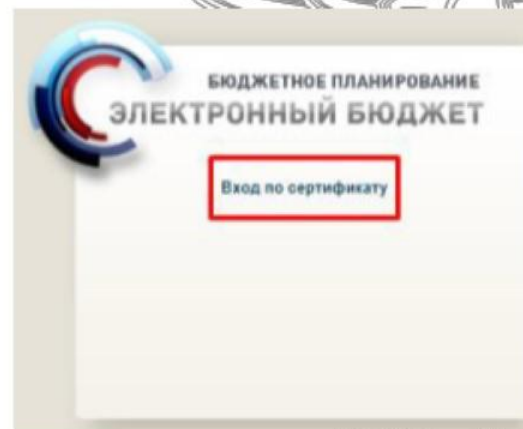 БЮДЖЕТНОЕ ПЛАНИРОВАНИЕ
ЭЛЕКТРОННЫЙ БЮДЖЕТ
Вход по сертификату